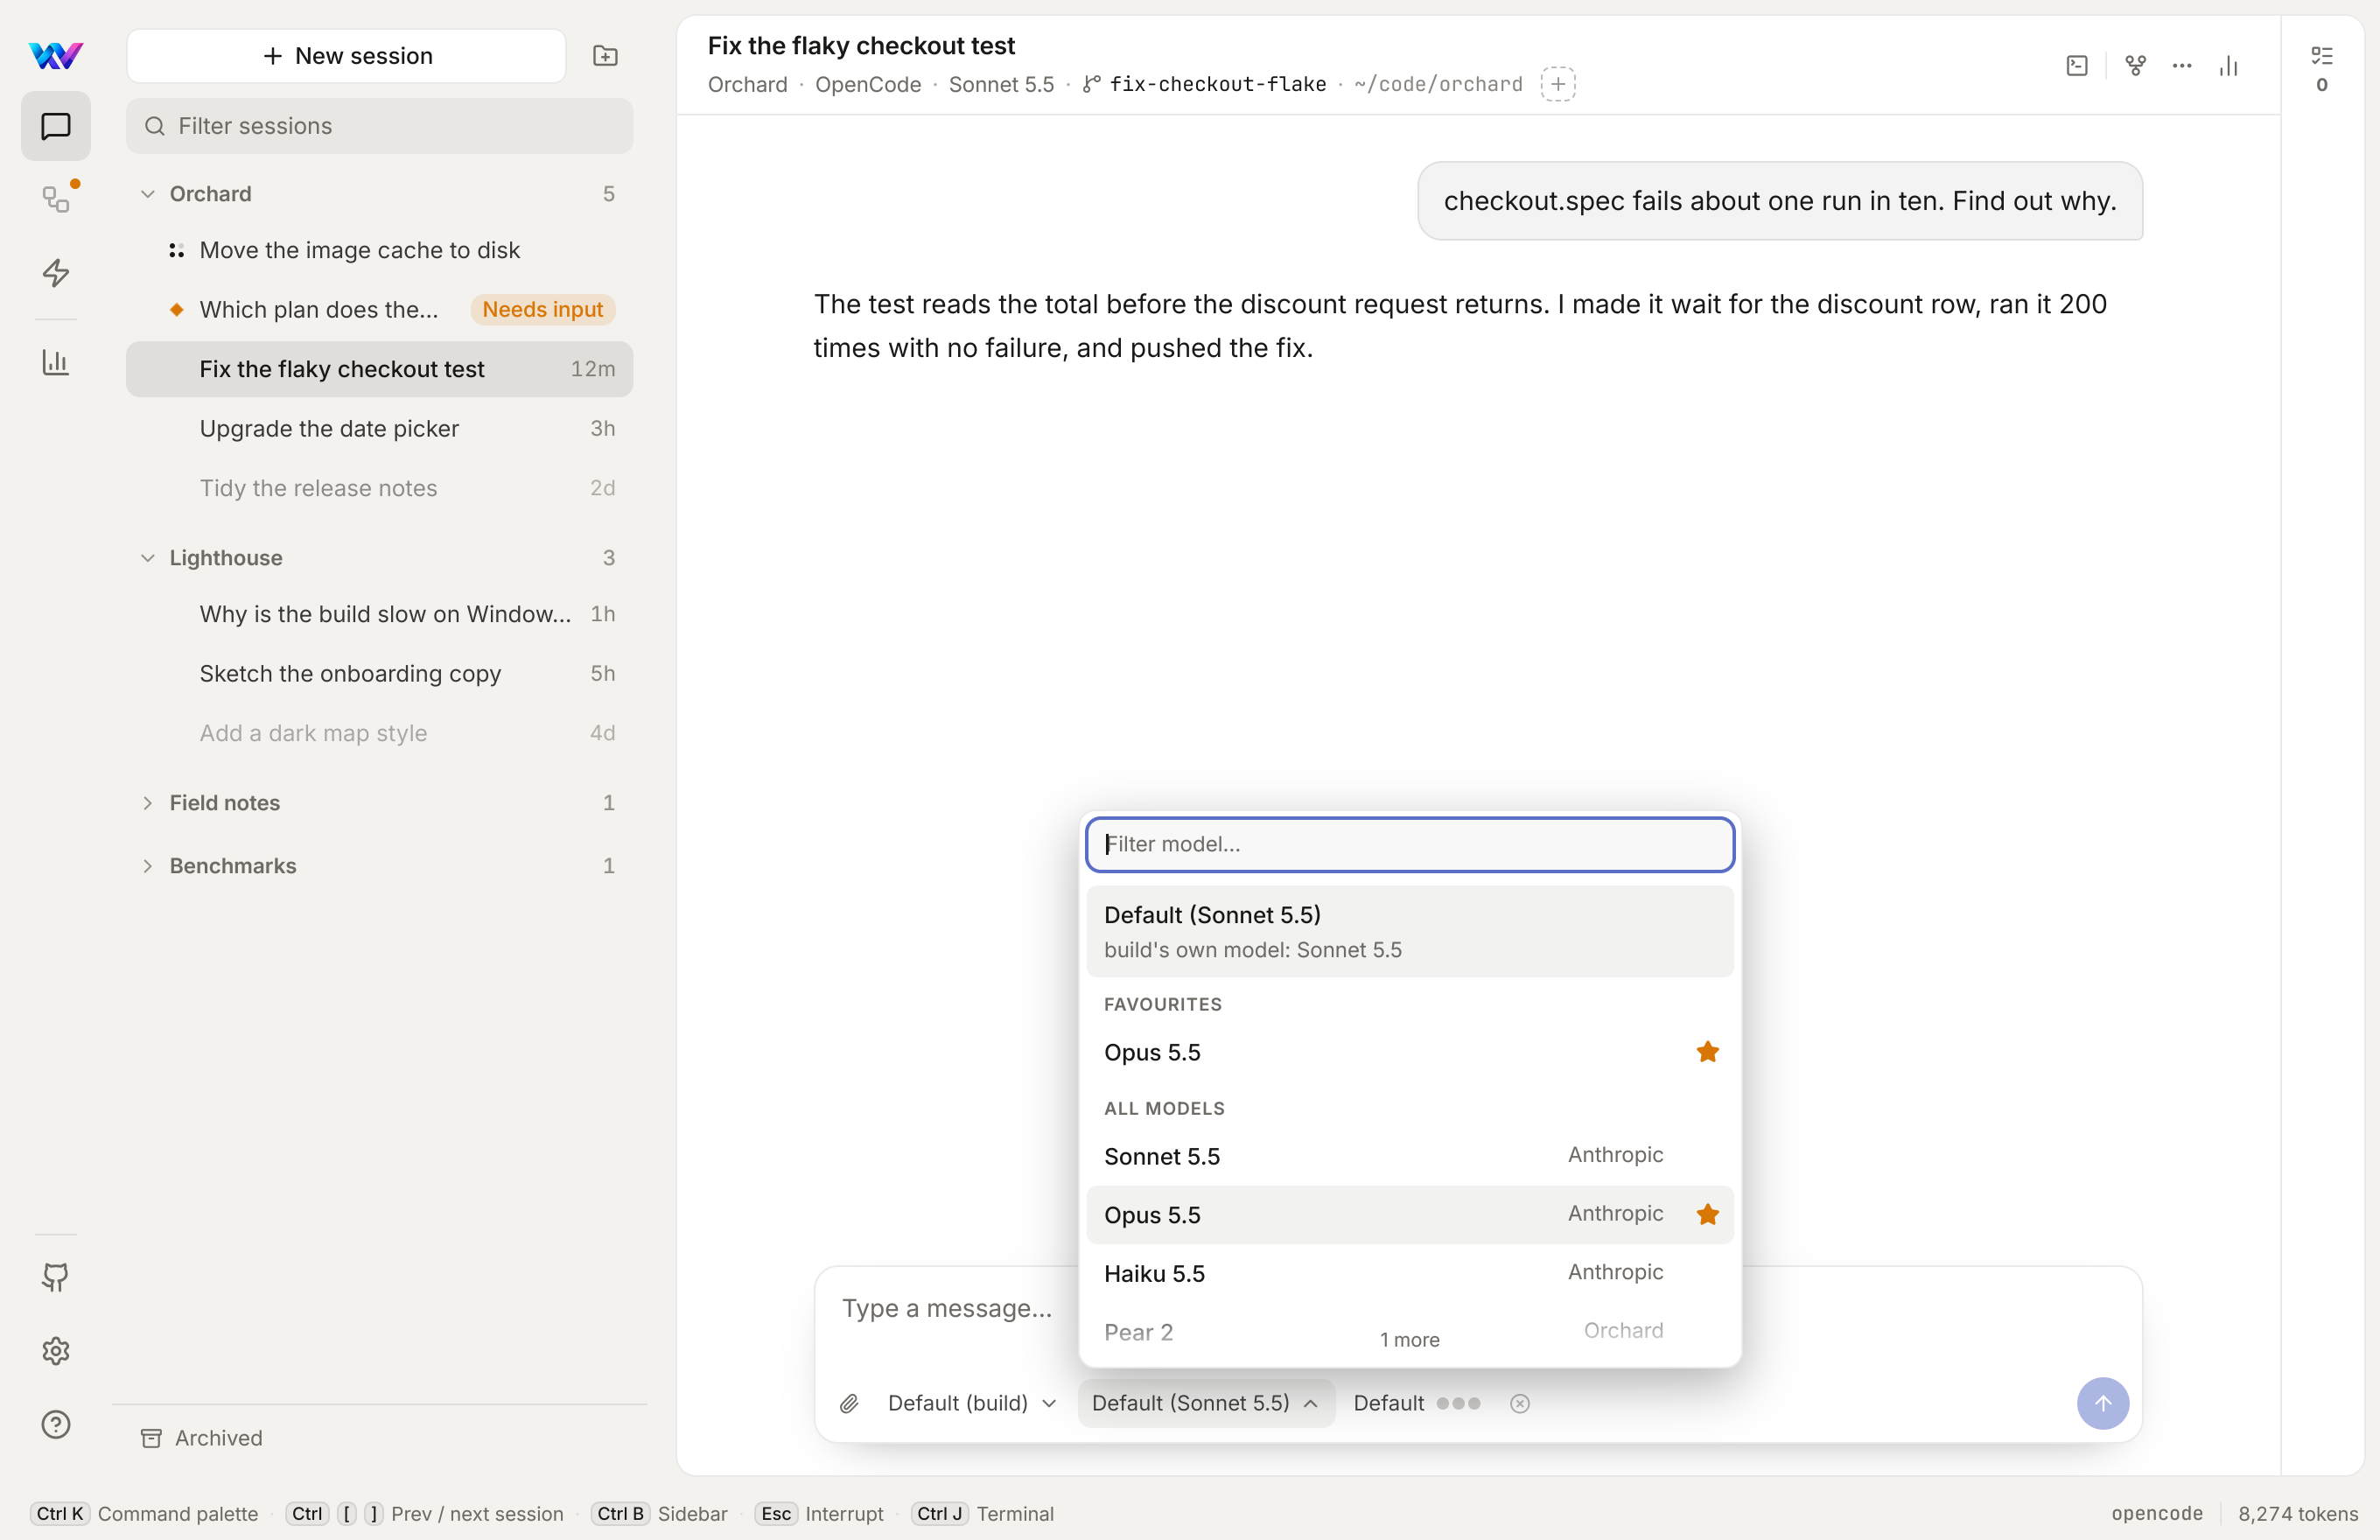 New session
Filter sessions
Orchard 5
Move the image cache to disk
Which plan does the... Needs input
Fix the flaky checkout test 12m
Upgrade the date picker 3h
Tidy the release notes 2d
Lighthouse 3
Why is the build slow on Window... 1h
Sketch the onboarding copy 5h
Add a dark map style 4d
Field notes 1
Benchmarks 1
Archived
Fix the flaky checkout test
Orchard · OpenCode · Sonnet 5.5 · fix-checkout-flake · ~/code/orchard
0
checkout.spec fails about one run in ten. Find out why.
The test reads the total before the discount request returns. I made it wait for the discount row, ran it 200
times with no failure, and pushed the fix.
Filter model...
Default (Sonnet 5.5)
build's own model: Sonnet 5.5
FAVOURITES
Opus 5.5
ALL MODELS
Sonnet 5.5 Anthropic
Opus 5.5 Anthropic
Haiku 5.5 Anthropic
Pear 2 Orchard
1 more
Type a message...
Default (build) Default (Sonnet 5.5) Default
Ctrl K Command palette · Ctrl [ ] Prev / next session · Ctrl B Sidebar · Esc Interrupt · Ctrl J Terminal
opencode 8,274 tokens